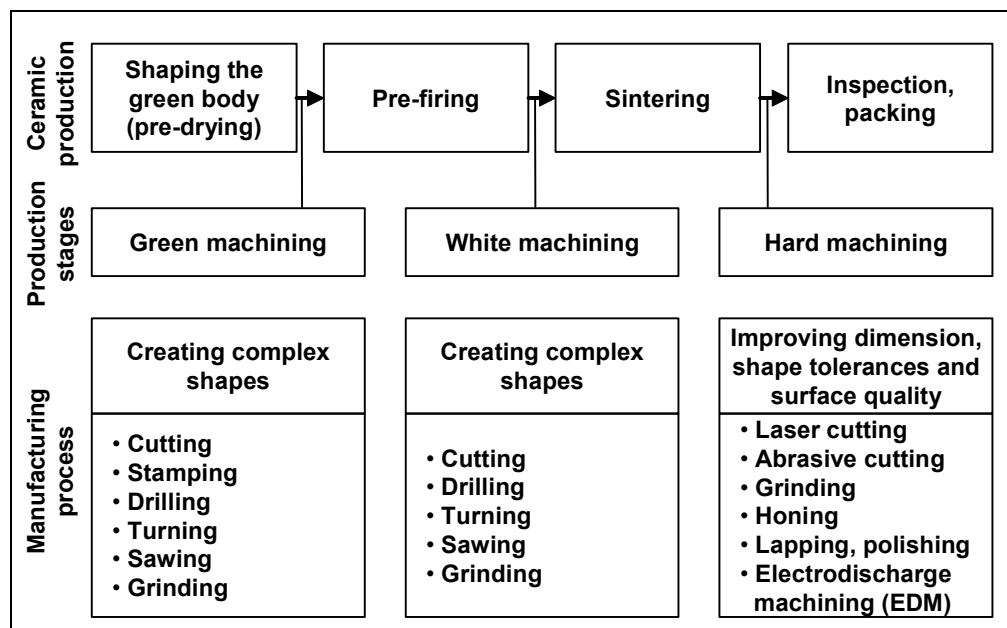 Ceramic
production
Shaping the
green body
(pre-drying)
Pre-firing
Sintering
Inspection,
packing
Production
stages
Green machining
White machining
Hard machining
Manufacturing
process
Creating complex
shapes
• Cutting
• Stamping
• Drilling
• Turning
• Sawing
• Grinding
Creating complex
shapes
• Cutting
• Drilling
• Turning
• Sawing
• Grinding
Improving dimension,
shape tolerances and
surface quality
• Laser cutting
• Abrasive cutting
• Grinding
• Honing
• Lapping, polishing
• Electrodischarge
machining (EDM)